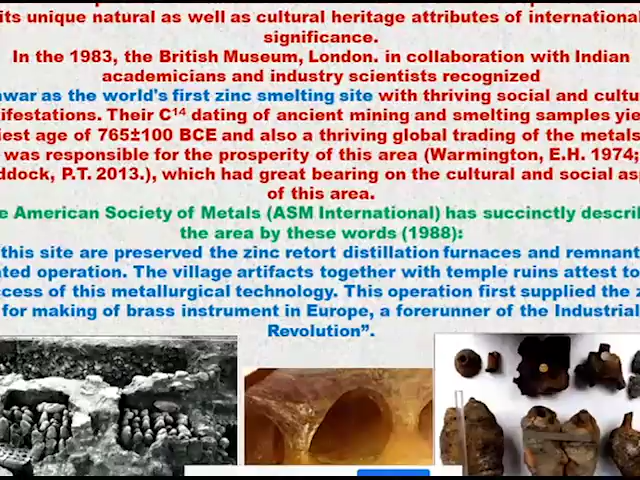 its unique natural as well as cultural heritage attributes of international
significance.
In the 1983, the British Museum, London. in collaboration with Indian
academicians and industry scientists recognized
war as the world's first zinc smelting site with thriving social and cultu
ifestations. Their C14 dating of ancient mining and smelting samples yie
iest age of 765±100 BCE and also a thriving global trading of the metals
was responsible for the prosperity of this area (Warmington, E.H. 1974;
ddock, P.T. 2013.), which had great bearing on the cultural and social asp
of this area.
e American Society of Metals (ASM International) has succinctly describ
the area by these words (1988):
this site are preserved the zinc retort distillation furnaces and remnant
ated operation. The village artifacts together with temple ruins attest to
ccess of this metallurgical technology. This operation first supplied the z
for making of brass instrument in Europe, a forerunner of the Industrial
Revolution”.